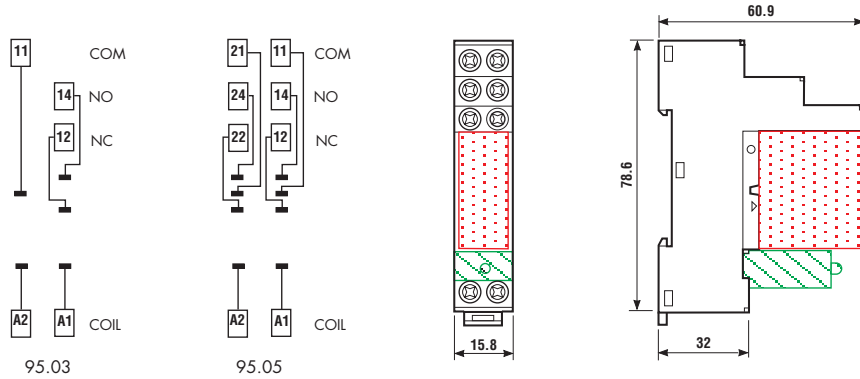 11 COM
14 NO
12 NC
A2 A1 COIL
95.03
21 11 COM
24 14 NO
22 12 NC
A2 A1 COIL
95.05
15.8
60.9
78.6
32